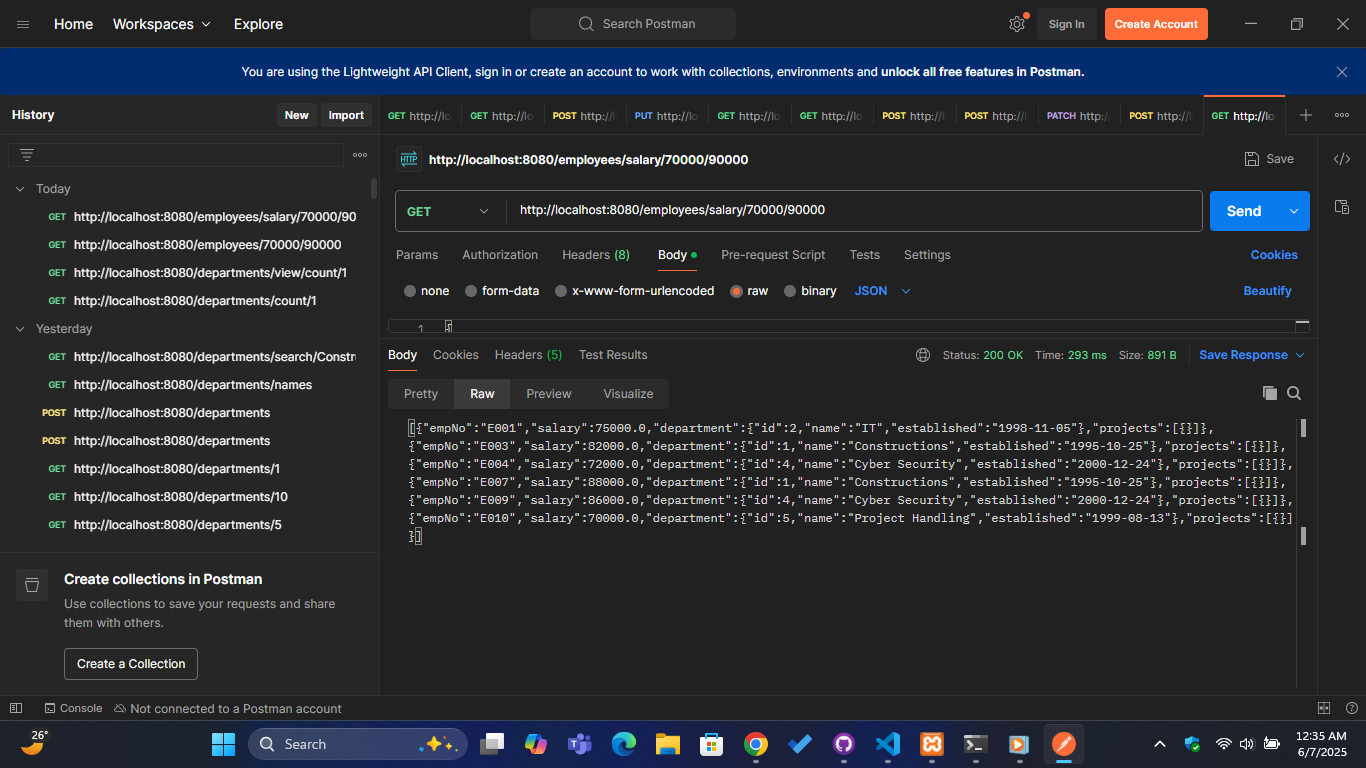 Home Workspaces Explore
Search Postman
Sign In
Create Account
You are using the Lightweight API Client, sign in or create an account to work with collections, environments and unlock all free features in Postman.
History
New
Import
Today
GET http://localhost:8080/employees/salary/70000/90
GET http://localhost:8080/employees/70000/90000
GET http://localhost:8080/departments/view/count/1
GET http://localhost:8080/departments/count/1
Yesterday
GET http://localhost:8080/departments/search/Constr
GET http://localhost:8080/departments/names
POST http://localhost:8080/departments
POST http://localhost:8080/departments
GET http://localhost:8080/departments/1
GET http://localhost:8080/departments/10
GET http://localhost:8080/departments/5
Create collections in Postman
Use collections to save your requests and share
them with others.
Create a Collection
GET http://lo GET http://lo POST http:/ PUT http://lo GET http://lo GET http://lo POST http://l POST http://l PATCH http:/ POST http://l GET http://lo
HTTP http://localhost:8080/employees/salary/70000/90000
Save
GET http://localhost:8080/employees/salary/70000/90000
Send
Params Authorization Headers (8) Body Pre-request Script Tests Settings Cookies
none form-data x-www-form-urlencoded raw binary JSON Beautify
1 {
Body Cookies Headers (5) Test Results Status: 200 OK Time: 293 ms Size: 891 B Save Response
Pretty Raw Preview Visualize
[{"empNo":"E001","salary":75000.0,"department":{"id":2,"name":"IT","established":"1998-11-05"},"projects":[{}]},
{"empNo":"E003","salary":82000.0,"department":{"id":1,"name":"Constructions","established":"1995-10-25"},"projects":[{}]},
{"empNo":"E004","salary":72000.0,"department":{"id":4,"name":"Cyber Security","established":"2000-12-24"},"projects":[{}]},
{"empNo":"E007","salary":88000.0,"department":{"id":1,"name":"Constructions","established":"1995-10-25"},"projects":[{}]},
{"empNo":"E009","salary":86000.0,"department":{"id":4,"name":"Cyber Security","established":"2000-12-24"},"projects":[{}]},
{"empNo":"E010","salary":70000.0,"department":{"id":5,"name":"Project Handling","established":"1999-08-13"},"projects":[{}]
}]
Console Not connected to a Postman account
26°
Search
12:35 AM
6/7/2025